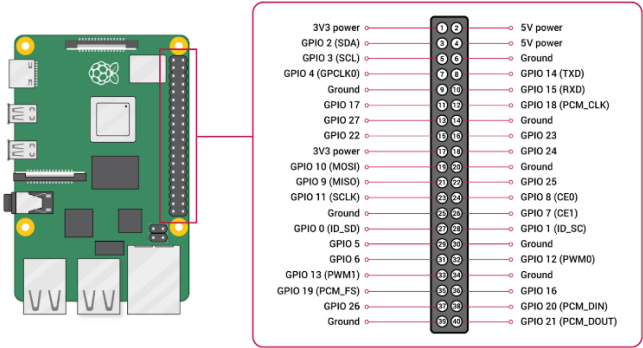 3V3 power 1 2 5V power
GPIO 2 (SDA) 3 4 5V power
GPIO 3 (SCL) 5 6 Ground
GPIO 4 (GPCLK0) 7 8 GPIO 14 (TXD)
Ground 9 10 GPIO 15 (RXD)
GPIO 17 11 12 GPIO 18 (PCM_CLK)
GPIO 27 13 14 Ground
GPIO 22 15 16 GPIO 23
3V3 power 17 18 GPIO 24
GPIO 10 (MOSI) 19 20 Ground
GPIO 9 (MISO) 21 22 GPIO 25
GPIO 11 (SCLK) 23 24 GPIO 8 (CE0)
Ground 25 26 GPIO 7 (CE1)
GPIO 0 (ID_SD) 27 28 GPIO 1 (ID_SC)
GPIO 5 29 30 Ground
GPIO 6 31 32 GPIO 12 (PWM0)
GPIO 13 (PWM1) 33 34 Ground
GPIO 19 (PCM_FS) 35 36 GPIO 16
GPIO 26 37 38 GPIO 20 (PCM_DIN)
Ground 39 40 GPIO 21 (PCM_DOUT)